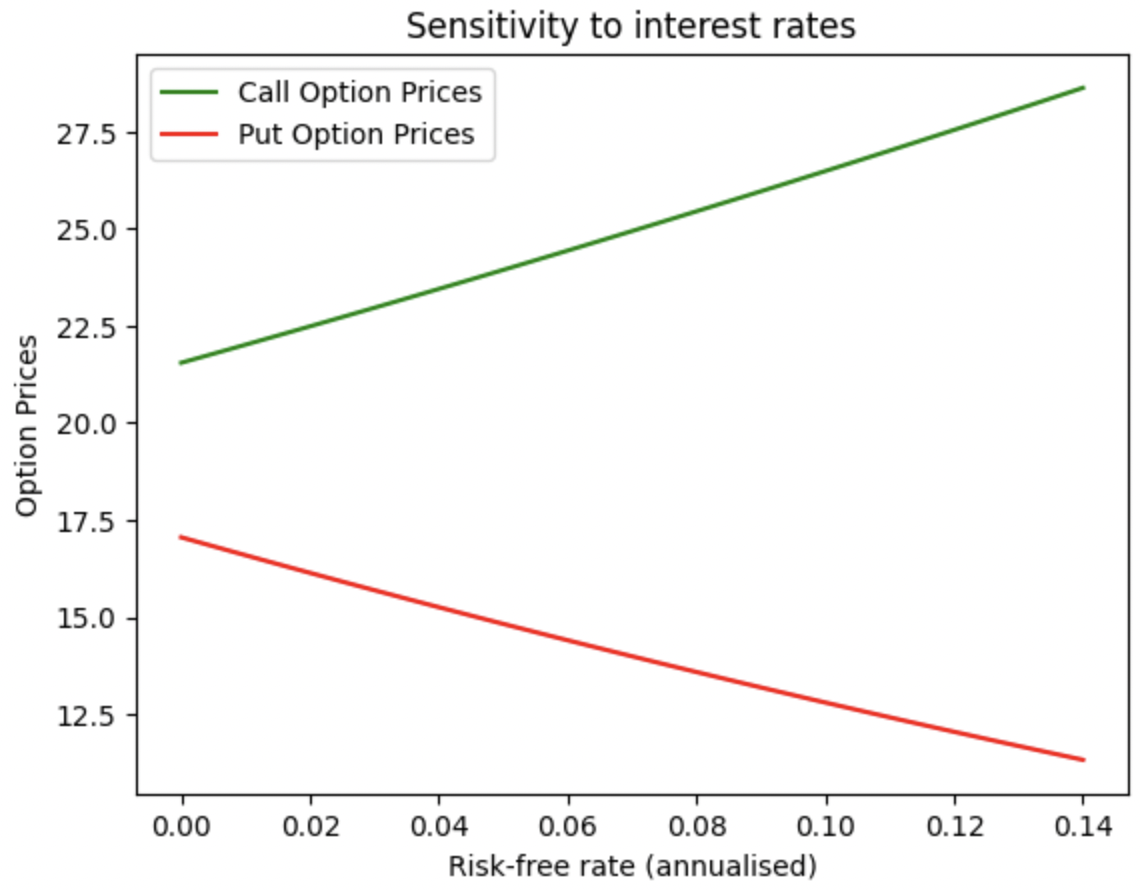 Sensitivity to interest rates
Call Option Prices
Put Option Prices
27.5
25.0
22.5
20.0
17.5
15.0
12.5
Option Prices
0.00 0.02 0.04 0.06 0.08 0.10 0.12 0.14
Risk-free rate (annualised)